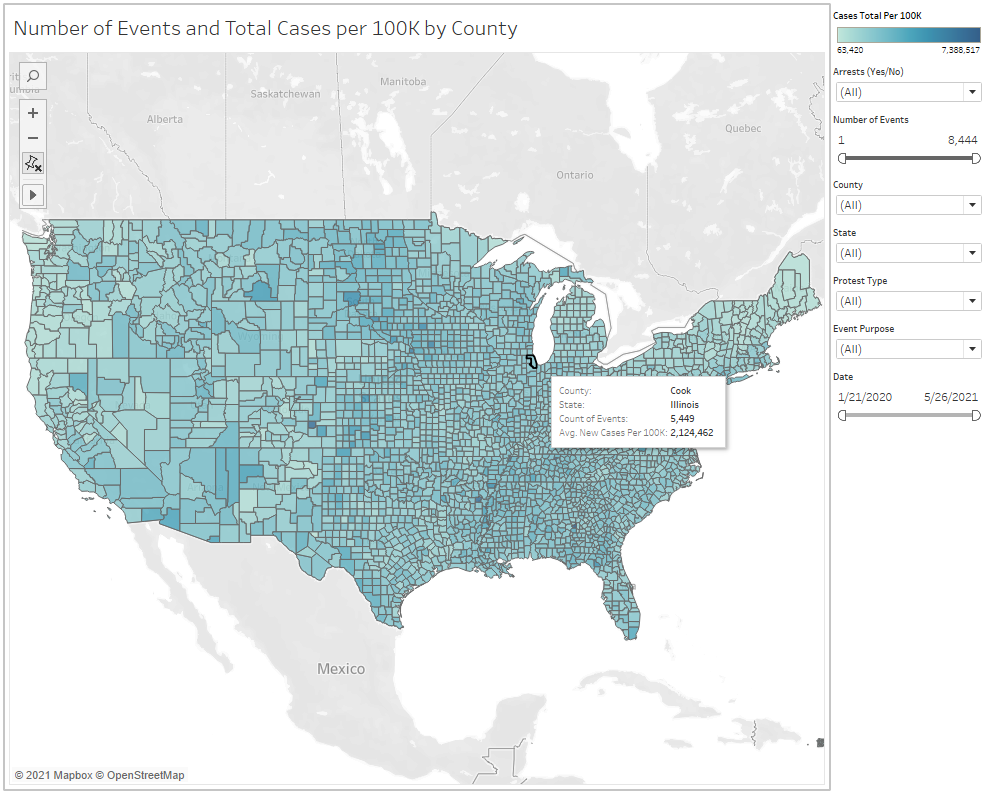 Number of Events and Total Cases per 100K by County
Manitoba
Saskatchewan
Alberta
Quebec
Ontario
County: Cook
State: Illinois
Count of Events: 5,449
Avg. New Cases Per 100K: 2,124,462
Mexico
© 2021 Mapbox © OpenStreetMap
Cases Total Per 100K
63,420 7,388,517
Arrests (Yes/No)
(All)
Number of Events
1 8,444
County
(All)
State
(All)
Protest Type
(All)
Event Purpose
(All)
Date
1/21/2020 5/26/2021